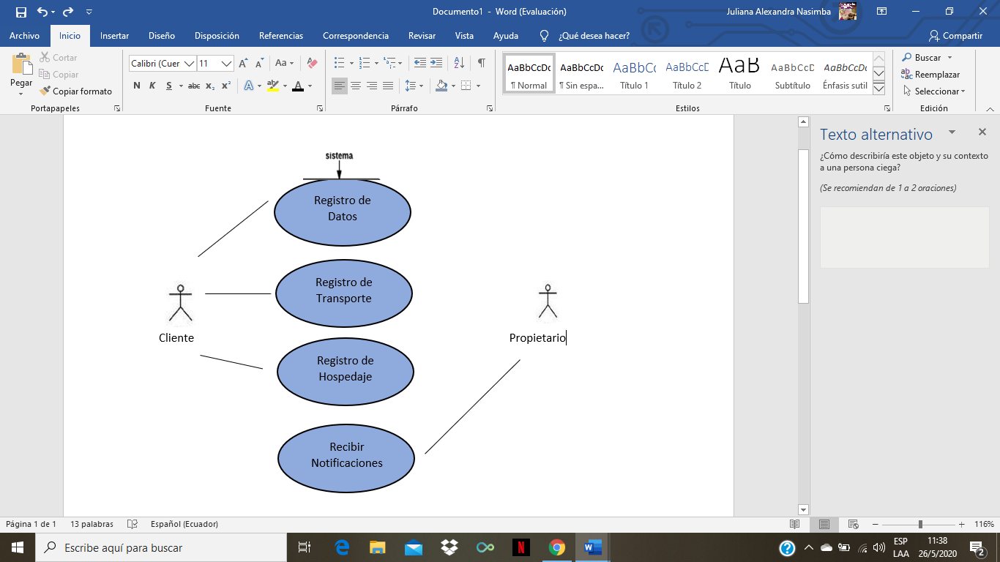 Documento1 - Word (Evaluación)
Juliana Alexandra Nasimba
Archivo Inicio Insertar Diseño Disposición Referencias Correspondencia Revisar Vista Ayuda ¿Qué desea hacer? Compartir
Pegar
Cortar
Copiar
Copiar formato
Portapapeles
Calibri (Cuer 11
A A Aa
N K S abc x₂ x²
A aby A
Fuente
Párrafo
AaBbCcDc AaBbCcDc AaBbCc AaBbCcD AaB AaBbCcD AaBbCcDc
¶ Normal ¶ Sin espa... Título 1 Título 2 Título Subtítulo Énfasis sutil
Estilos
Buscar
Reemplazar
Seleccionar
Edición
sistema
Registro de
Datos
Registro de
Transporte
Cliente
Propietario
Registro de
Hospedaje
Recibir
Notificaciones
Texto alternativo
¿Cómo describiría este objeto y su contexto
a una persona ciega?
(Se recomiendan de 1 a 2 oraciones)
Página 1 de 1 13 palabras Español (Ecuador) 116%
Escribe aquí para buscar
ESP
LAA
11:38
26/5/2020
2